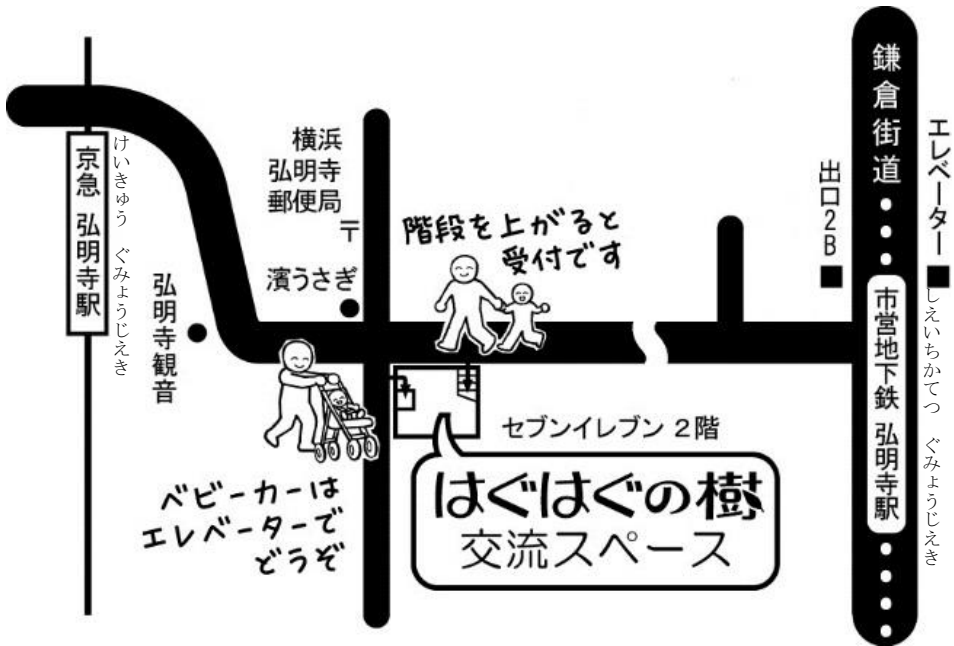 京急 弘明寺駅
けいきゅう ぐみょうじえき
弘明寺観音
横浜
弘明寺
郵便局
〒
濱うさぎ
階段を上がると
受付です
ベビーカーは
エレベーターで
どうぞ
セブンイレブン 2階
はぐはぐの樹
交流スペース
出口2B
鎌倉街道
エレベーター
市営地下鉄 弘明寺駅
しえいちかてつ ぐみょうじえき